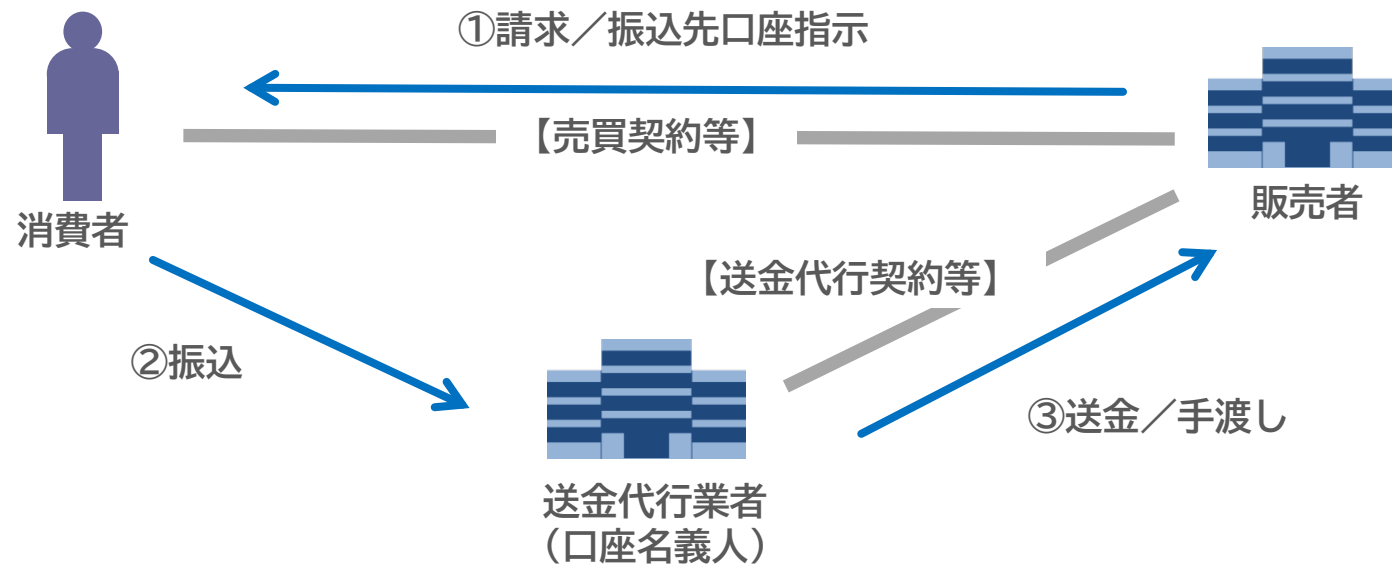 ①請求／振込先口座指示
【売買契約等】
販売者
消費者
【送金代行契約等】
②振込
③送金／手渡し
送金代行業者
（口座名義人）